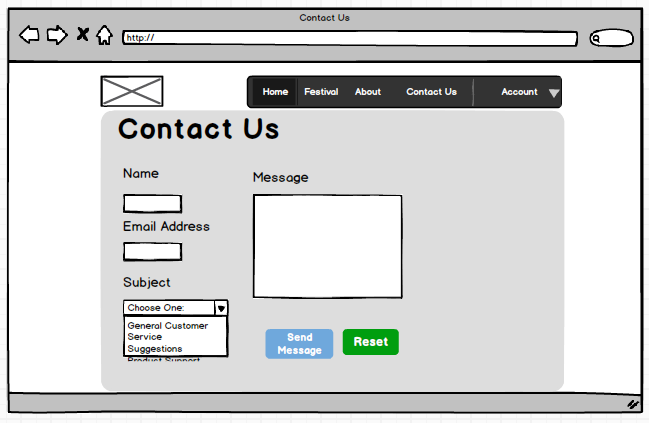 Contact Us
http://
Home Festival About Contact Us Account
Contact Us
Name
Message
Email Address
Subject
Choose One:
General Customer
Service
Suggestions
Product Support
Send
Message
Reset